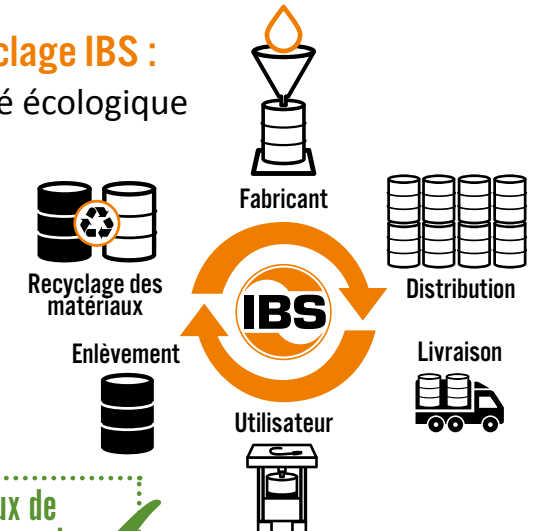 clage IBS :
é écologique
Fabricant
Recyclage des
matériaux
Distribution
IBS
Enlèvement
Livraison
Utilisateur
ux de